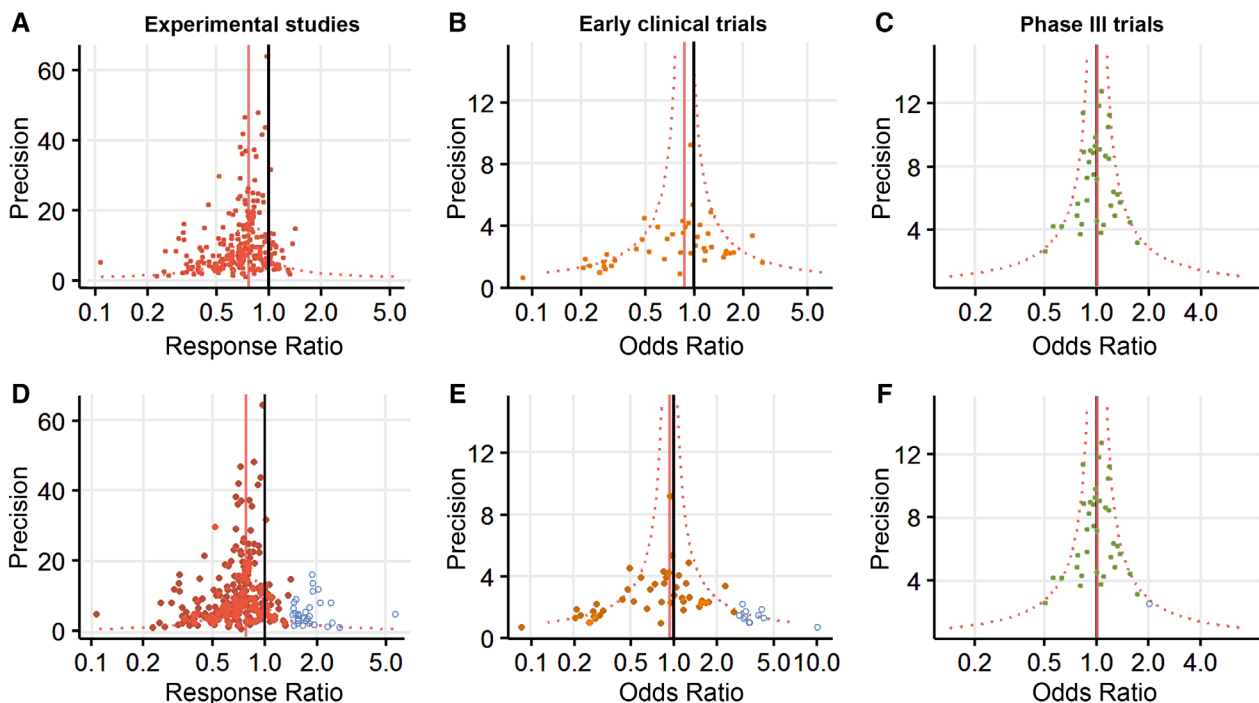 A Experimental studies
Precision
60
40
20
0
0.1 0.2 0.5 1.0 2.0 5.0
Response Ratio
B Early clinical trials
Precision
12
8
4
0
0.1 0.2 0.5 1.0 2.0 5.0
Odds Ratio
C Phase III trials
Precision
12
8
4
0.2 0.5 1.0 2.0 4.0
Odds Ratio
D
Precision
60
40
20
0
0.1 0.2 0.5 1.0 2.0 5.0
Response Ratio
E
Precision
12
8
4
0
0.1 0.2 0.5 1.0 2.0 5.0 10.0
Odds Ratio
F
Precision
12
8
4
0.2 0.5 1.0 2.0 4.0
Odds Ratio